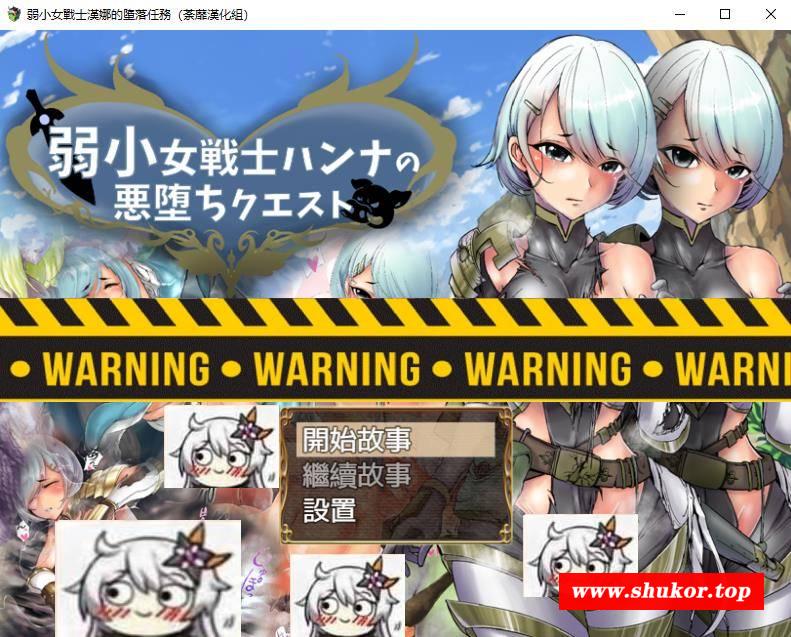 弱小女戰士漢娜的墮落任務（荼靡漢化組）
弱小女戦士ハンナの
悪堕ちクエスト
• WARNING • WARNING • WARNING • WARNI
開始故事
繼續故事
設置
www.shukor.top